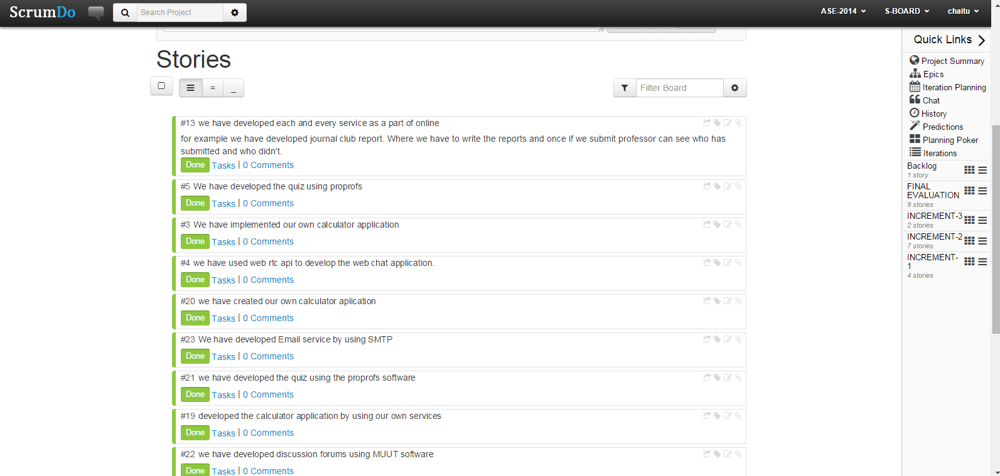 ScrumDo
Search Project
ASE-2014
S-BOARD
chaitu
Stories
=
_
Filter Board
#13 we have developed each and every service as a part of online
for example we have developed journal club report. Where we have to write the reports and once if we submit professor can see who has
submitted and who didn't.
Done Tasks | 0 Comments
#5 We have developed the quiz using proprofs
Done Tasks | 0 Comments
#3 We have implemented our own calculator application
Done Tasks | 0 Comments
#4 we have used web rtc api to develop the web chat application.
Done Tasks | 0 Comments
#20 we have created our own calculator aplication
Done Tasks | 0 Comments
#23 We have developed Email service by using SMTP
Done Tasks | 0 Comments
#21 we have developed the quiz using the proprofs software
Done Tasks | 0 Comments
#19 developed the calculator application by using our own services
Done Tasks | 0 Comments
#22 we have developed discussion forums using MUUT software
Done Tasks | 0 Comments
Quick Links
Project Summary
Epics
Iteration Planning
Chat
History
Predictions
Planning Poker
Iterations
Backlog
1 story
FINAL
EVALUATION
9 stories
INCREMENT-3
2 stories
INCREMENT-2
7 stories
INCREMENT-
1
4 stories